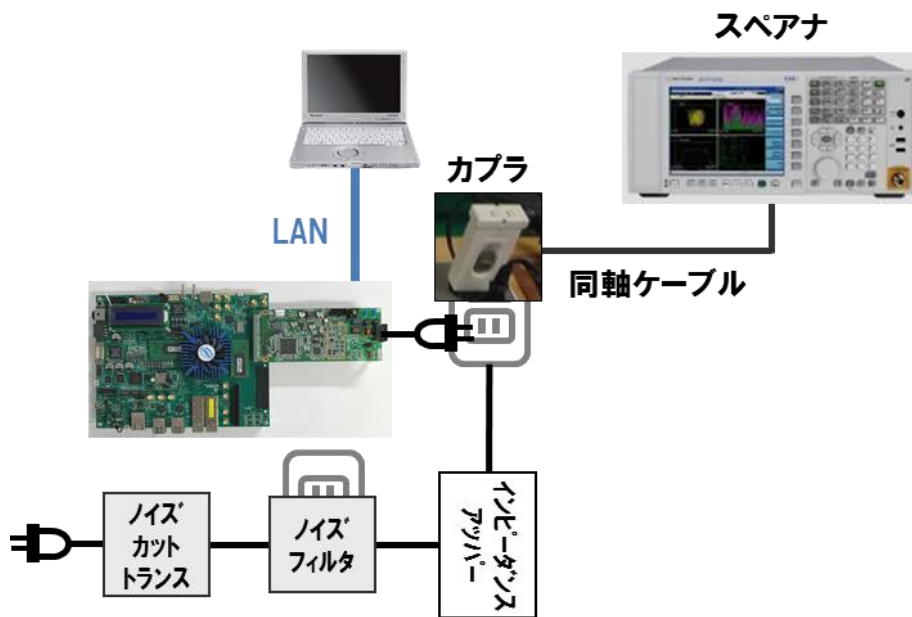 スペアナ
カプラ
LAN
同軸ケーブル
ノイズ
カット
トランス
ノイズ
フィルタ
インピーダンス
アッパー